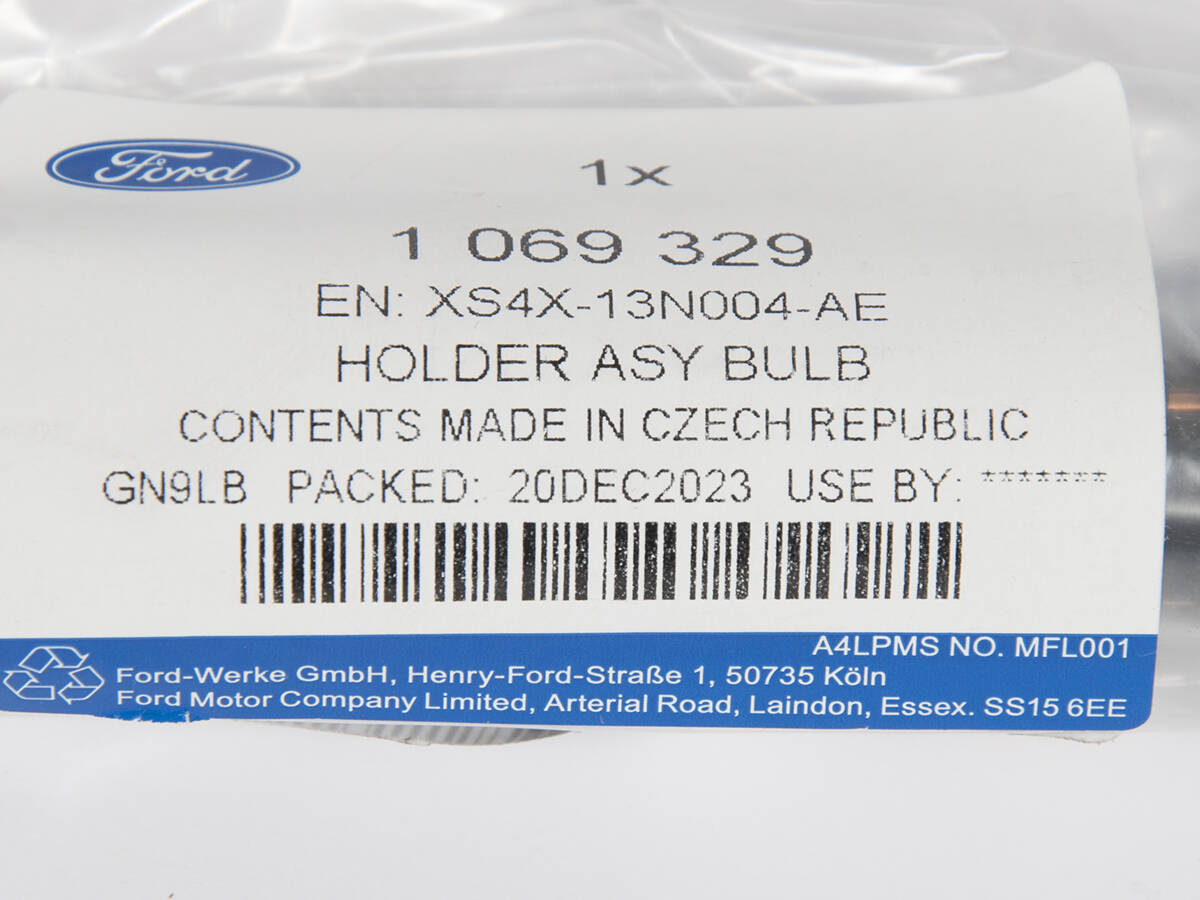 Ford
1x
1 069 329
EN: XS4X-13N004-AE
HOLDER ASY BULB
CONTENTS MADE IN CZECH REPUBLIC
GN9LB PACKED: 20DEC2023 USE BY: *******
A4LPMS NO. MFL001
Ford-Werke GmbH, Henry-Ford-Straße 1, 50735 Köln
Ford Motor Company Limited, Arterial Road, Laindon, Essex. SS15 6EE